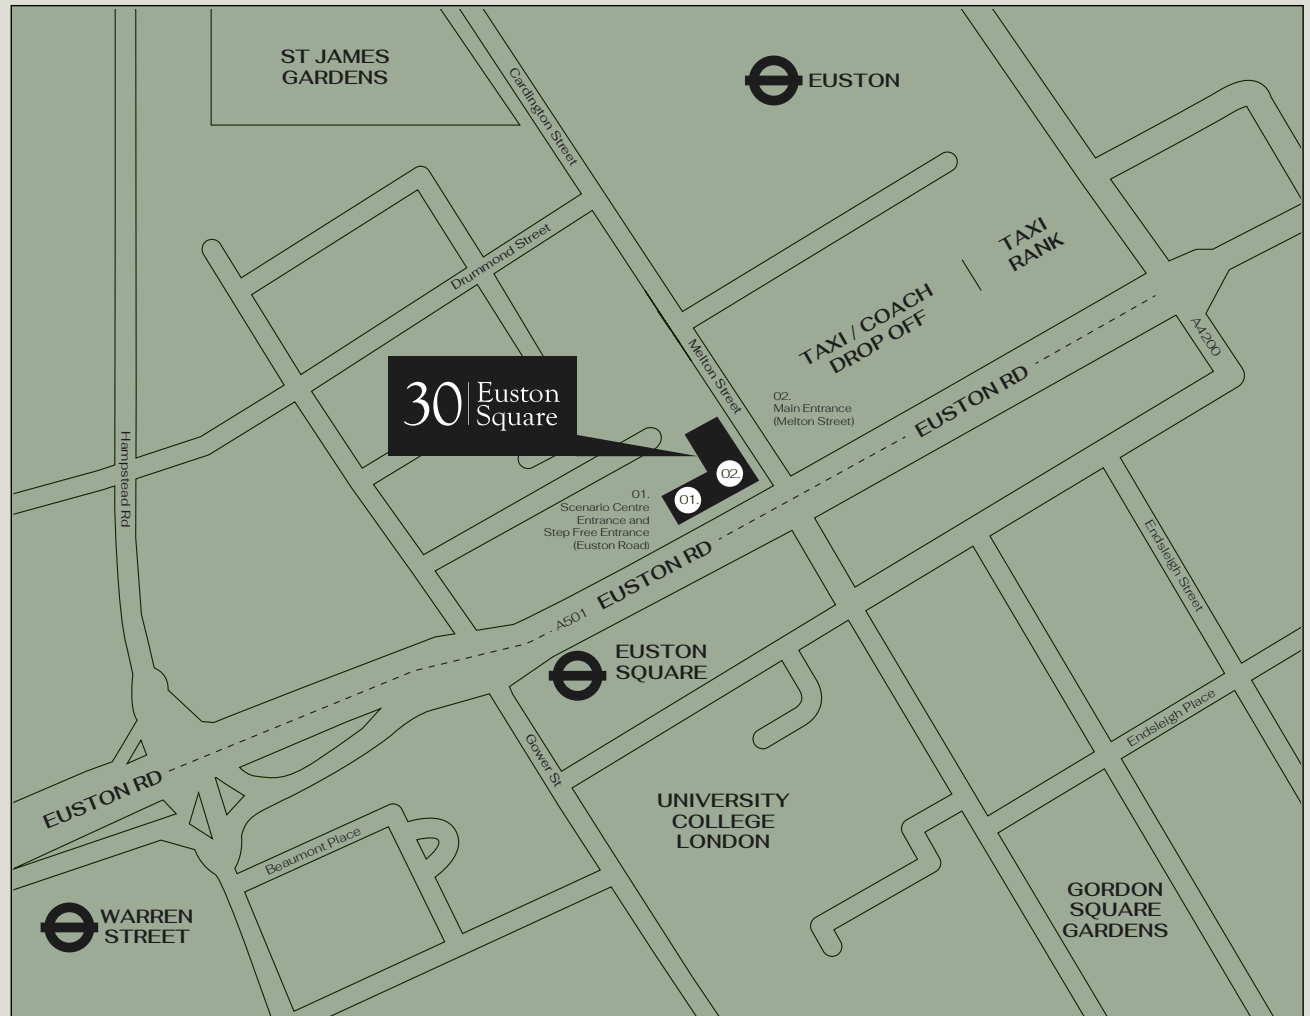 ST JAMES
GARDENS
Cardington Street
EUSTON
Drummond Street
TAXI
RANK
TAXI / COACH
DROP OFF
A4200
Melton Street
30
Euston
Square
02.
Main Entrance
(Melton Street)
EUSTON RD
Hampstead Rd
02.
01.
01.
Scenario Centre
Entrance and
Step Free Entrance
(Euston Road)
EUSTON RD
A501
Endsleigh Street
EUSTON
SQUARE
Endsleigh Place
Gower St
EUSTON RD
UNIVERSITY
COLLEGE
LONDON
Beaumont Place
WARREN
STREET
GORDON
SQUARE
GARDENS